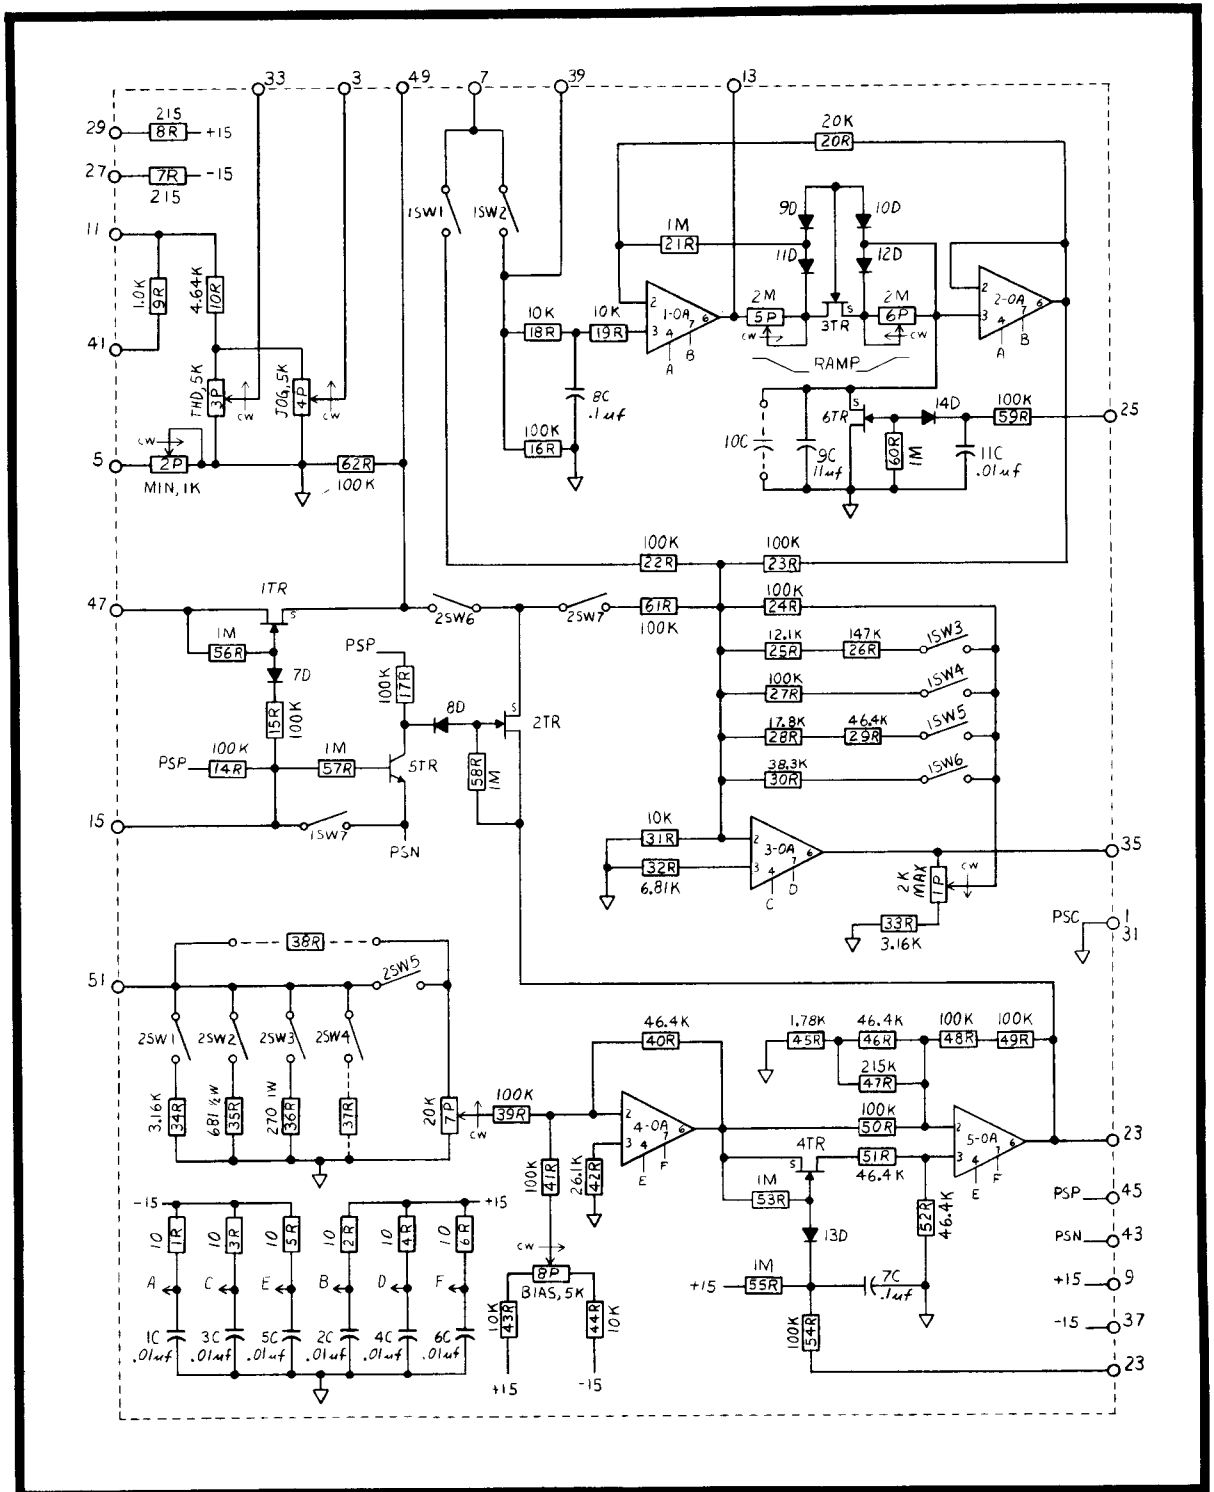 33 3 49 7 39 13
29 215 8R +15
27 7R -15 215
11
1.0K 9R 4.64K 10R
41
THD, 5K 3P CW JOG, 5K 4P CW
5 CW 2P MIN, 1K
62R 100K
1SW1 1SW2
20K 20R
9D 10D
1M 21R 11D 12D
10K 18R 10K 19R
2 3 1-OA 4 7 6 A B
2M 5P CW S 3TR 2M 6P CW
2 3 2-OA 4 7 6 A B
RAMP
8C .1uf
100K 16R
10C 9C 11uf
S 6TR 60R 1M 14D 100K 59R 25
11C .01uf
100K 22R 100K 23R
47 1TR S
2SW6 2SW7 61R 100K
100K 24R
1M 56R 7D 15R 100K
PSP 100K 17R
12.1K 25R 147K 26R 1SW3
100K 27R 1SW4
17.8K 28R 46.4K 29R 1SW5
38.3K 30R 1SW6
8D S 2TR
PSP 100K 14R 1M 57R 5TR 58R 1M
15 1SW7 PSN
10K 31R
32R 6.81K
2 3 3-OA 4 7 6 C D
35
2K MAX 1P CW
33R 3.16K
PSC 1 31
38R
51 2SW5
2SW1 2SW2 2SW3 2SW4
3.16K 34R 681 ½W 35R 270 1W 36R 37R
20K 7P CW
100K 39R
46.4K 40R
100K 41R 26.1K 42R
2 3 4-OA 4 7 6 E F
1.78K 45R 46.4K 46R 100K 48R 100K 49R
215K 47R
100K 50R
4TR S 51R 46.4K
2 3 5-OA 4 7 6 E F
23
1M 53R 52R 46.4K
PSP 45
13D
PSN 43
+15 1M 55R 7C .1uf
+15 9
-15 37
100K 54R 23
-15 +15
10 1R 10 3R 10 5R 10 2R 10 4R 10 6R
A C E B D F
1C .01uf 3C .01uf 5C .01uf 2C .01uf 4C .01uf 6C .01uf
CW 8P BIAS, 5K
10K 43R 44R 10K
+15 -15